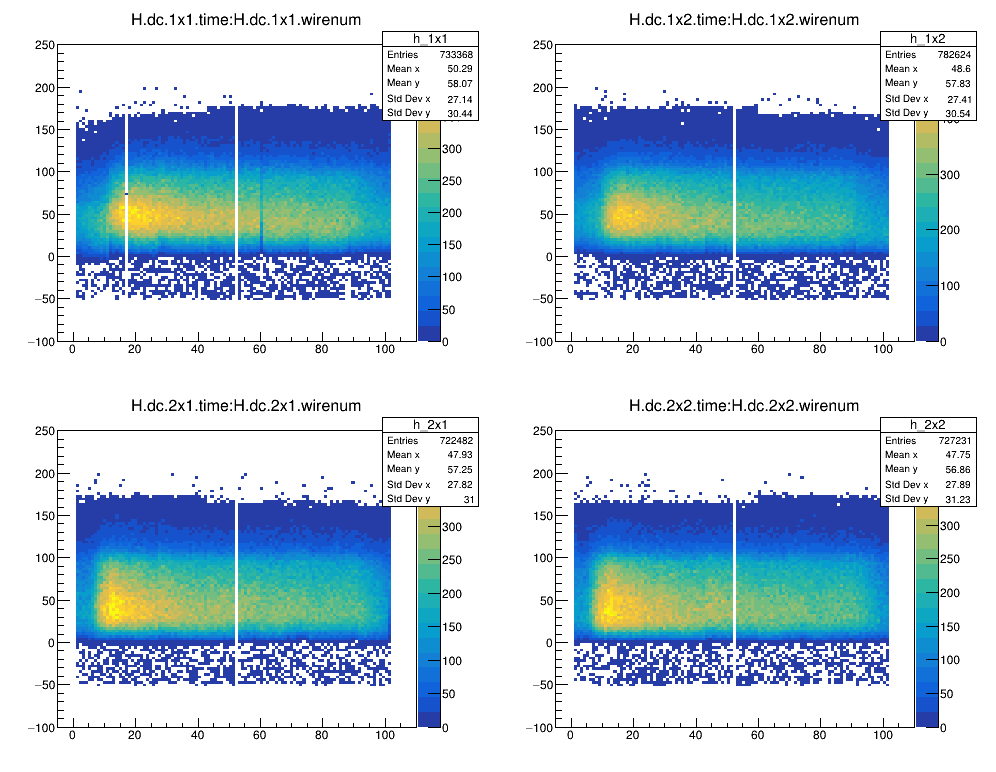 H.dc.1x1.time:H.dc.1x1.wirenum
h_1x1
Entries 733368
Mean x 50.29
Mean y 58.07
Std Dev x 27.14
Std Dev y 30.44
250
200
150
100
50
0
−50
−100
0 20 40 60 80 100
300
250
200
150
100
50
0
H.dc.1x2.time:H.dc.1x2.wirenum
h_1x2
Entries 782624
Mean x 48.6
Mean y 57.83
Std Dev x 27.41
Std Dev y 30.54
250
200
150
100
50
0
−50
−100
0 20 40 60 80 100
300
200
100
0
H.dc.2x1.time:H.dc.2x1.wirenum
h_2x1
Entries 722482
Mean x 47.93
Mean y 57.25
Std Dev x 27.82
Std Dev y 31
250
200
150
100
50
0
−50
−100
0 20 40 60 80 100
300
250
200
150
100
50
0
H.dc.2x2.time:H.dc.2x2.wirenum
h_2x2
Entries 727231
Mean x 47.75
Mean y 56.86
Std Dev x 27.89
Std Dev y 31.23
250
200
150
100
50
0
−50
−100
0 20 40 60 80 100
300
250
200
150
100
50
0